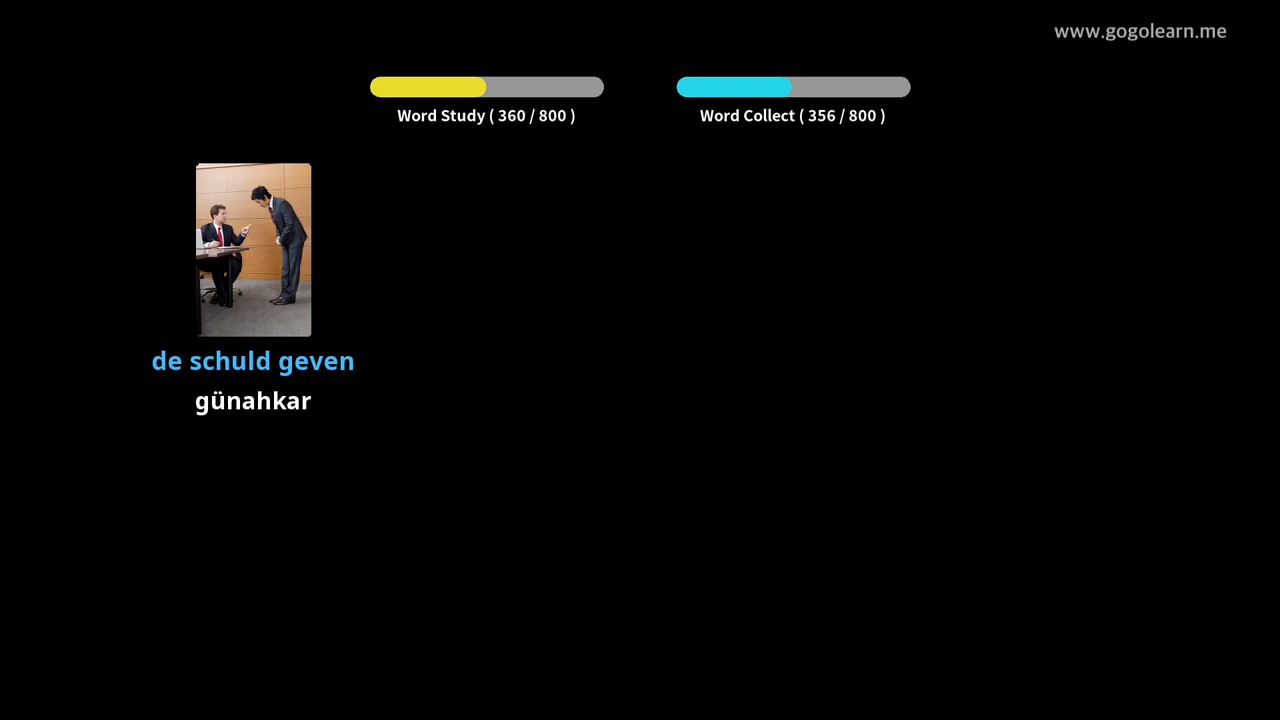 www.gogolearn.me
Word Study ( 360 / 800 )
Word Collect ( 356 / 800 )
de schuld geven
günahkar